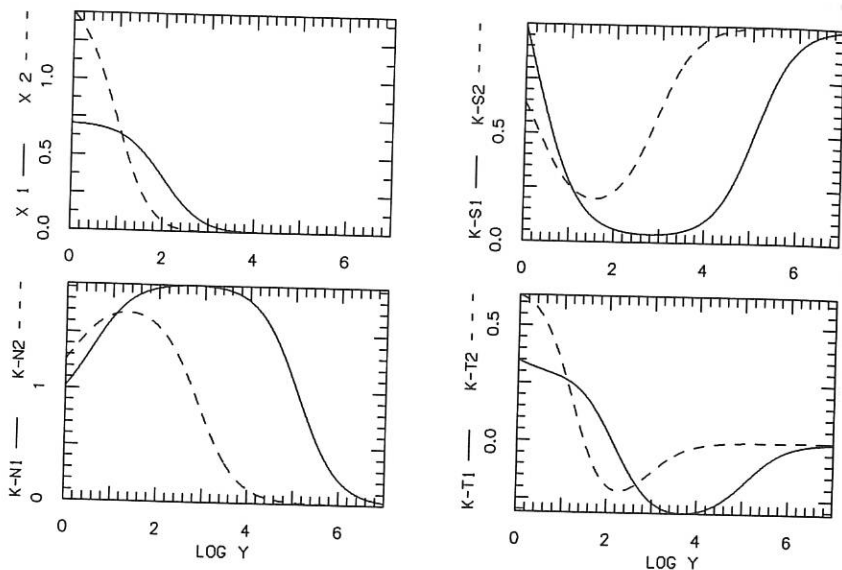 X 1 —— X 2 - - -
1.0
0.5
0.0
0 2 4 6
K-S1 —— K-S2 - - -
0.5
0.0
0 2 4 6
K-N1 —— K-N2 - - -
1
0
0 2 4 6
LOG Y
K-T1 —— K-T2 - - -
0.5
0.0
0 2 4 6
LOG Y